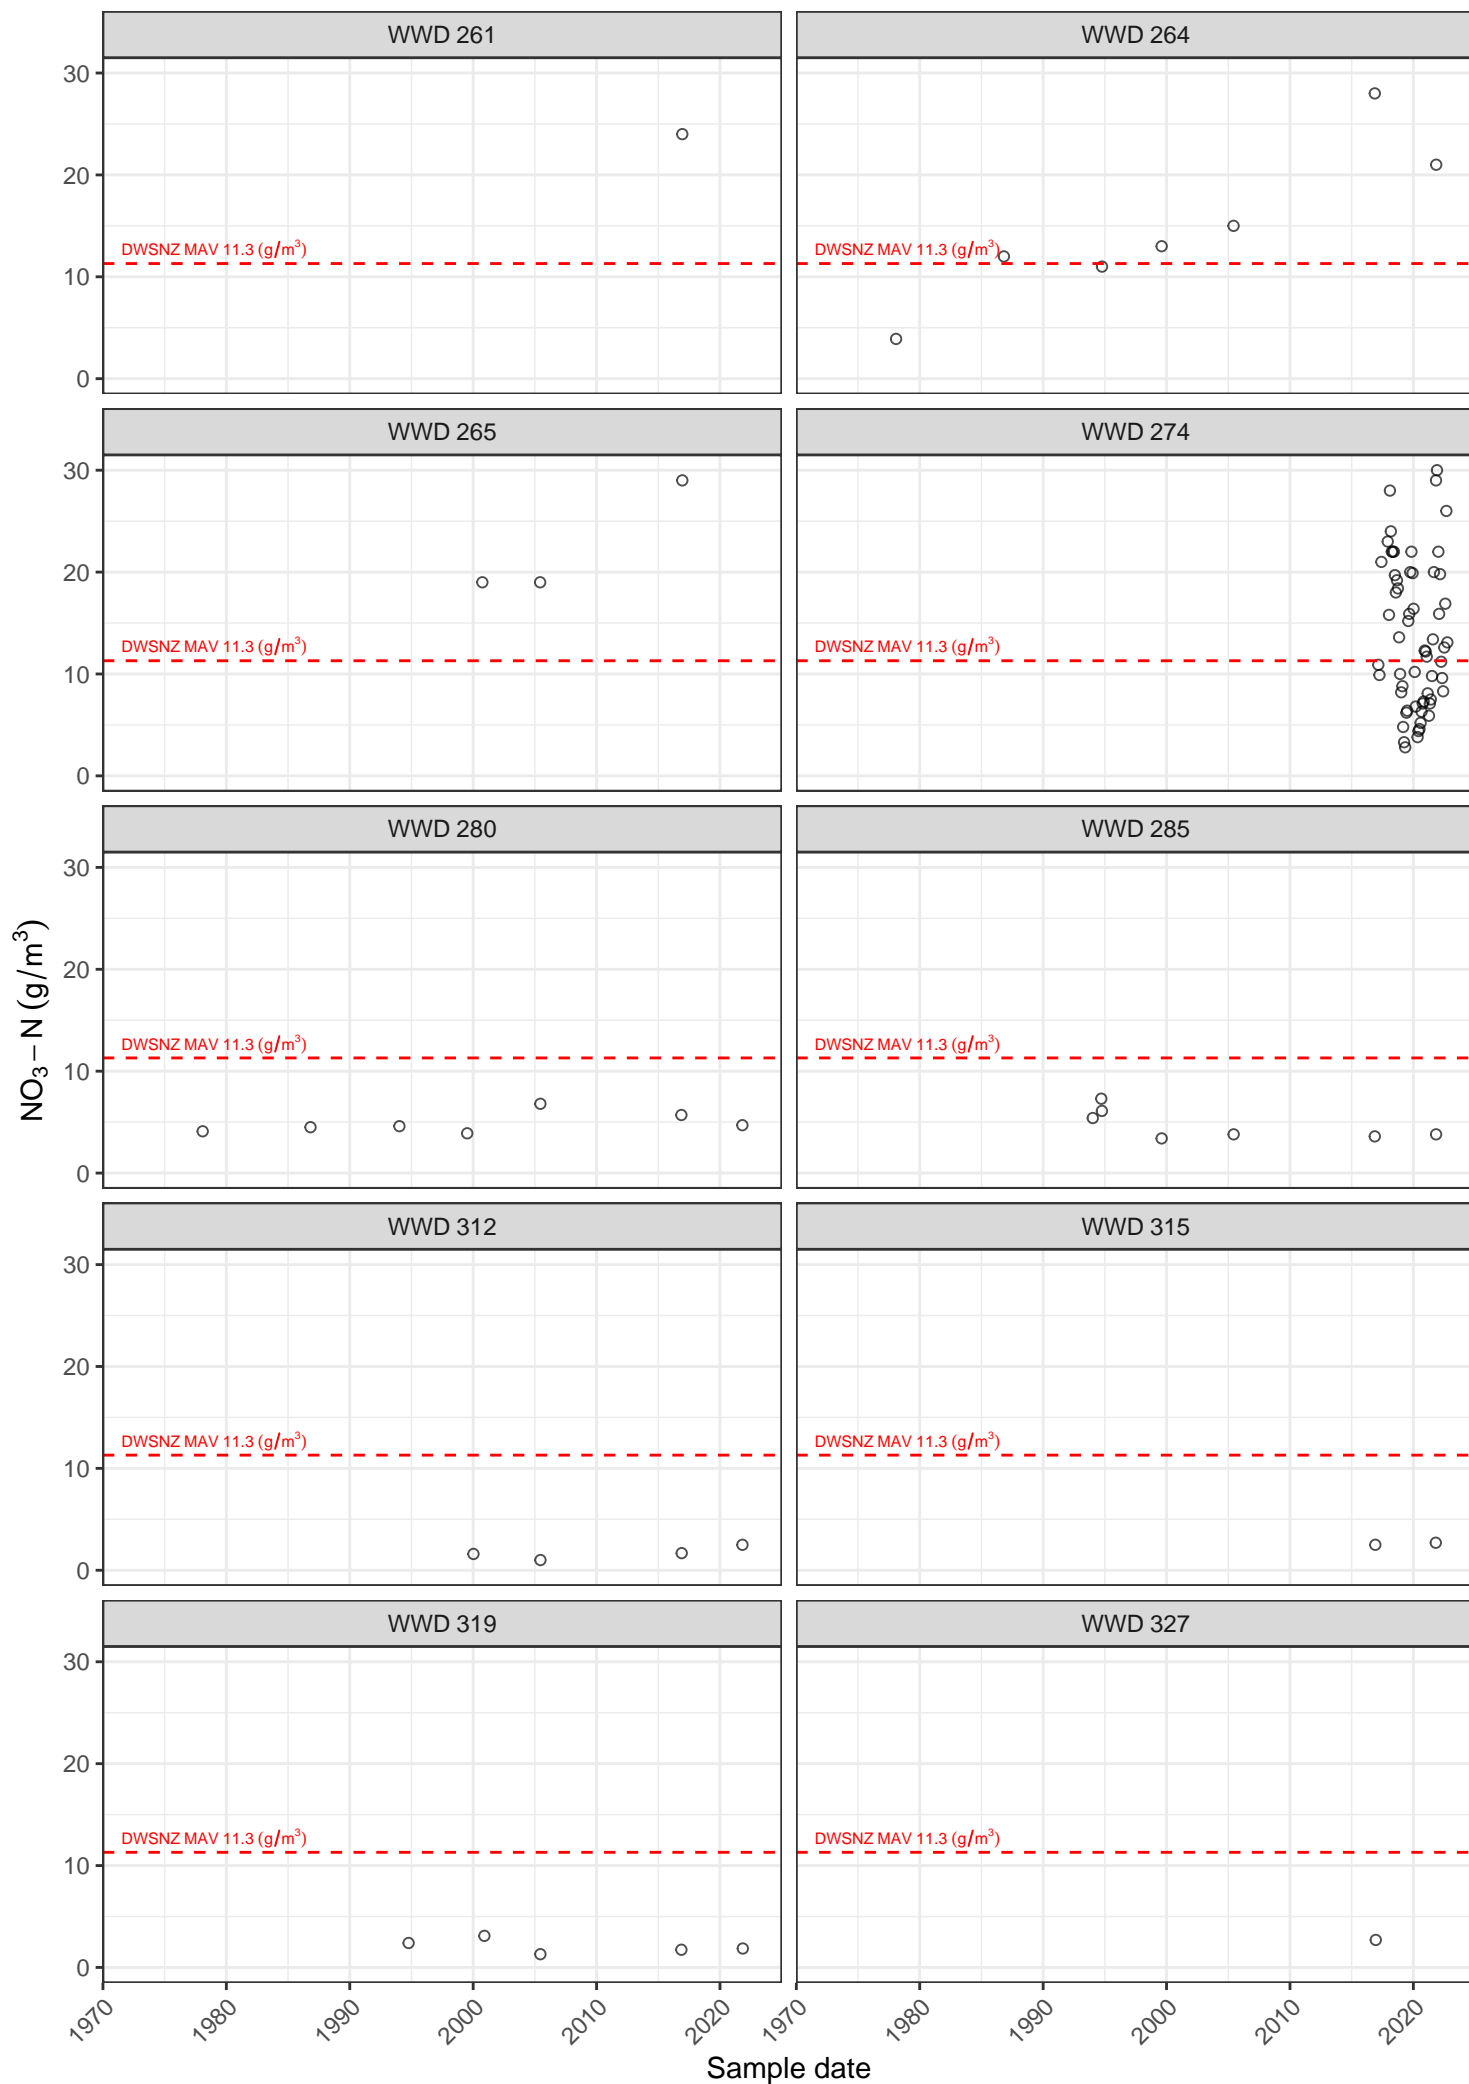 WWD 261
WWD 264
30
20
10
0
DWSNZ MAV 11.3 (g/m³)
DWSNZ MAV 11.3 (g/m³)
WWD 265
WWD 274
30
20
10
0
DWSNZ MAV 11.3 (g/m³)
DWSNZ MAV 11.3 (g/m³)
WWD 280
WWD 285
30
20
10
0
DWSNZ MAV 11.3 (g/m³)
DWSNZ MAV 11.3 (g/m³)
NO₃ − N (g/m³)
WWD 312
WWD 315
30
20
10
0
DWSNZ MAV 11.3 (g/m³)
DWSNZ MAV 11.3 (g/m³)
WWD 319
WWD 327
30
20
10
0
DWSNZ MAV 11.3 (g/m³)
DWSNZ MAV 11.3 (g/m³)
1970 1980 1990 2000 2010 2020 1970 1980 1990 2000 2010 2020
Sample date